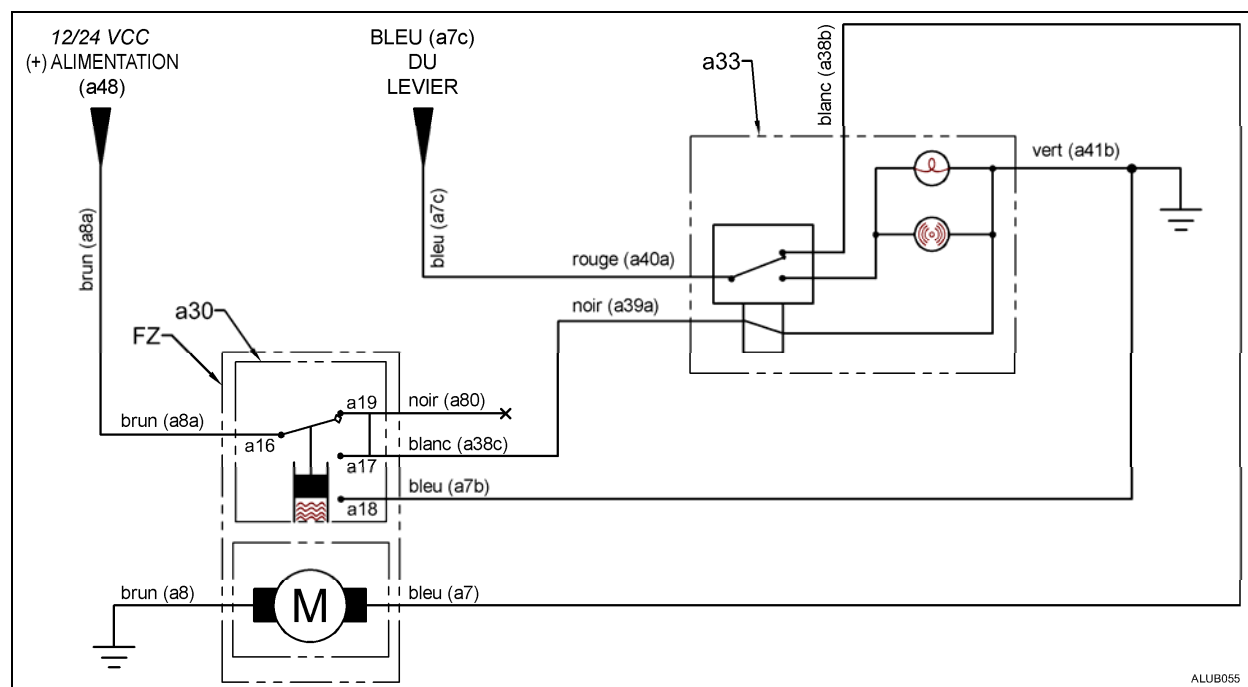 12/24 VCC
(+) ALIMENTATION
(a48)
BLEU (a7c)
DU
LEVIER
a33
blanc (a38b)
vert (a41b)
brun (a8a)
bleu (a7c)
rouge (a40a)
noir (a39a)
a30
FZ
brun (a8a)
a16
a19
noir (a80)
a17
blanc (a38c)
a18
bleu (a7b)
brun (a8)
M
bleu (a7)
ALUB055